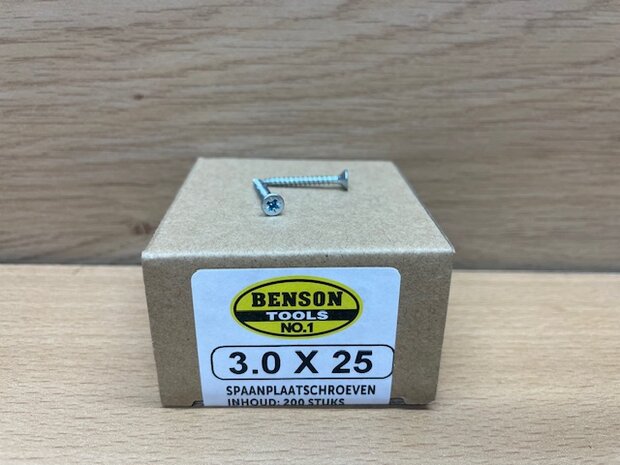 BENSON
TOOLS
NO.1
3.0 X 25
SPAANPLAATSCHROEVEN
INHOUD: 200 STUKS